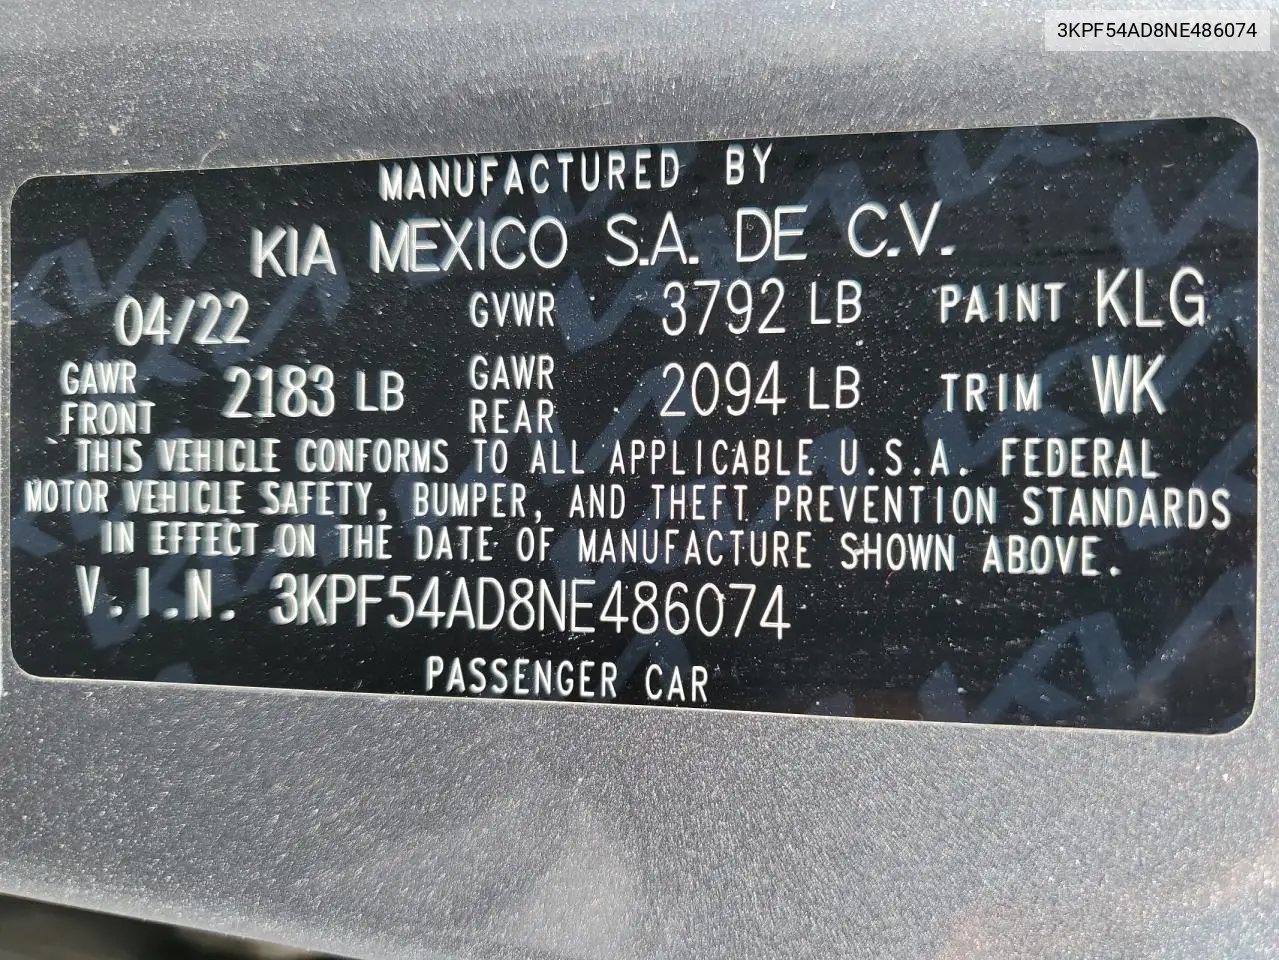 3KPF54AD8NE486074
MANUFACTURED BY
KIA MEXICO S.A. DE C.V.
04/22 GVWR 3792 LB PAINT KLG
GAWR FRONT 2183 LB GAWR REAR 2094 LB TRIM WK
THIS VEHICLE CONFORMS TO ALL APPLICABLE U.S.A. FEDERAL
MOTOR VEHICLE SAFETY, BUMPER, AND THEFT PREVENTION STANDARDS
IN EFFECT ON THE DATE OF MANUFACTURE SHOWN ABOVE.
V.I.N. 3KPF54AD8NE486074
PASSENGER CAR